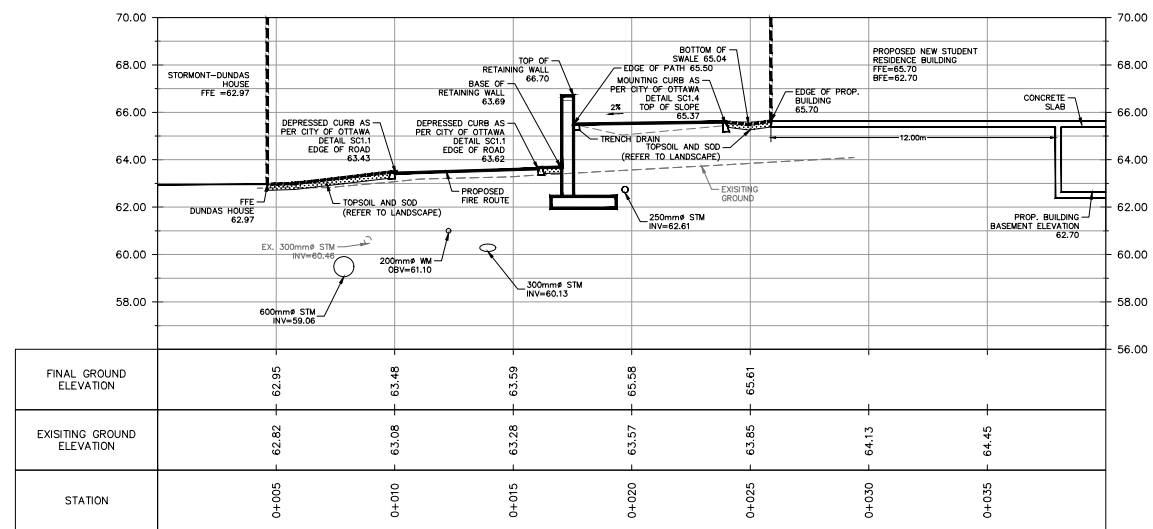 70.00
68.00
66.00
64.00
62.00
60.00
58.00
56.00
70.00
68.00
66.00
64.00
62.00
60.00
58.00
56.00
STORMONT-DUNDAS
HOUSE
FFE =62.97
DEPRESSED CURB AS
PER CITY OF OTTAWA
DETAIL SC1.1
EDGE OF ROAD
63.43
DEPRESSED CURB AS
PER CITY OF OTTAWA
DETAIL SC1.1
EDGE OF ROAD
63.62
BASE OF
RETAINING WALL
63.69
TOP OF
RETAINING WALL
66.70
BOTTOM OF
SWALE 65.04
EDGE OF PATH 65.50
MOUNTING CURB AS
PER CITY OF OTTAWA
DETAIL SC1.4
TOP OF SLOPE
65.37
2%
TRENCH DRAIN
TOPSOIL AND SOD
(REFER TO LANDSCAPE)
PROPOSED NEW STUDENT
RESIDENCE BUILDING
FFE=65.70
BFE=62.70
EDGE OF PROP.
BUILDING
65.70
CONCRETE
SLAB
12.00m
EXISITING
GROUND
PROP. BUILDING
BASEMENT ELEVATION
62.70
FFE
DUNDAS HOUSE
62.97
TOPSOIL AND SOD
(REFER TO LANDSCAPE)
PROPOSED
FIRE ROUTE
250mmø STM
INV=62.61
EX. 300mmø STM
INV=60.46
200mmø WM
OBV=61.10
300mmø STM
INV=60.13
600mmø STM
INV=59.06
FINAL GROUND
ELEVATION
62.95
63.48
63.59
65.58
65.61
EXISITING GROUND
ELEVATION
62.82
63.08
63.28
63.57
63.85
64.13
64.45
STATION
0+005
0+010
0+015
0+020
0+025
0+030
0+035